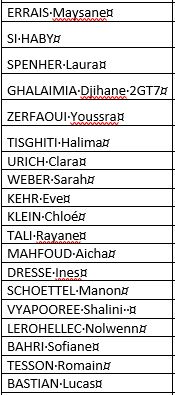 ERRAIS·Maysane¤
SI·HABY¤
SPENHER·Laura¤
GHALAIMIA·Djihane·2GT7¤
ZERFAOUI·Youssra¤
TISGHITI·Halima¤
URICH·Clara¤
WEBER·Sarah¤
KEHR·Eve¤
KLEIN·Chloé¤
TALI·Rayane¤
MAHFOUD·Aicha¤
DRESSE·Ines¤
SCHOETTEL·Manon¤
VYAPOOREE·Shalini··¤
LEROHELLEC·Nolwenn¤
BAHRI·Sofiane¤
TESSON·Romain¤
BASTIAN·Lucas¤